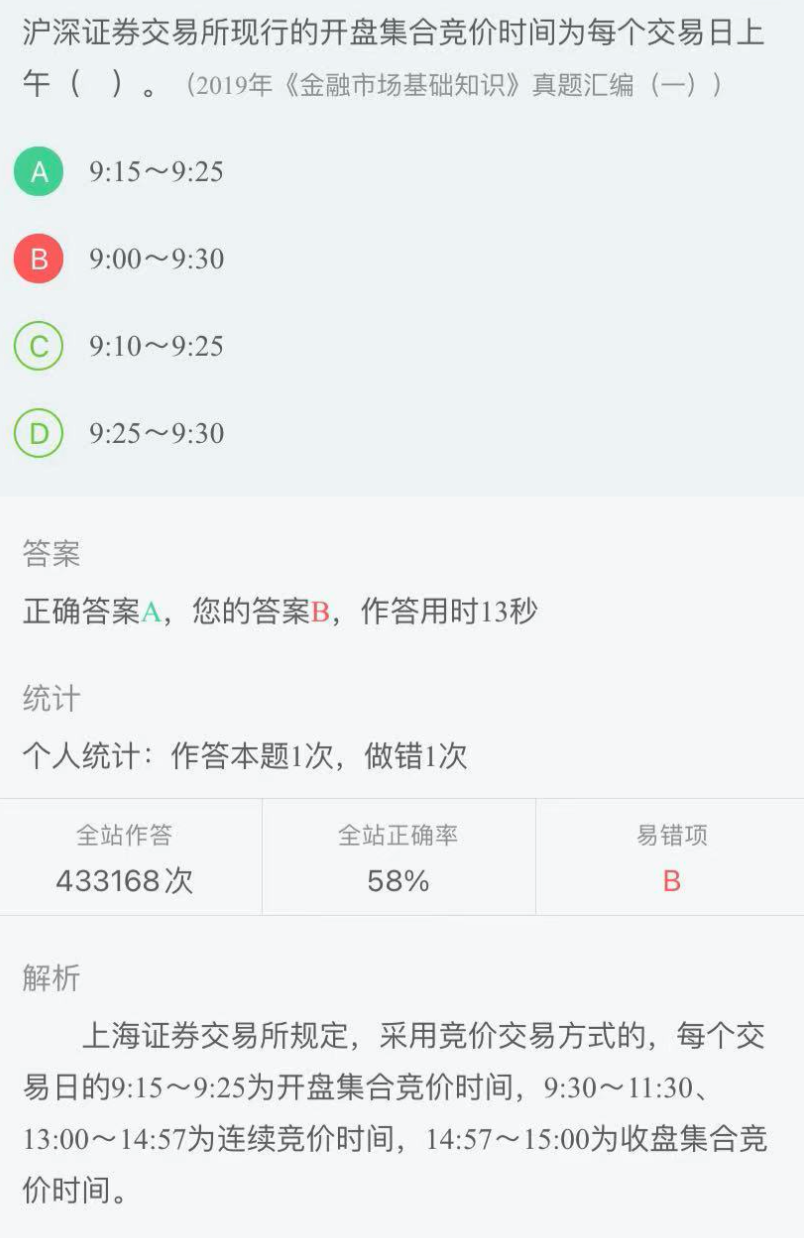 沪深证券交易所现行的开盘集合竞价时间为每个交易日上
午（　）。（2019年《金融市场基础知识》真题汇编（一））
A 9:15～9:25
B 9:00～9:30
C 9:10～9:25
D 9:25～9:30
答案
正确答案A，您的答案B，作答用时13秒
统计
个人统计：作答本题1次，做错1次
全站作答 全站正确率 易错项
433168次 58% B
解析
上海证券交易所规定，采用竞价交易方式的，每个交
易日的9:15～9:25为开盘集合竞价时间，9:30～11:30、
13:00～14:57为连续竞价时间，14:57～15:00为收盘集合竞
价时间。